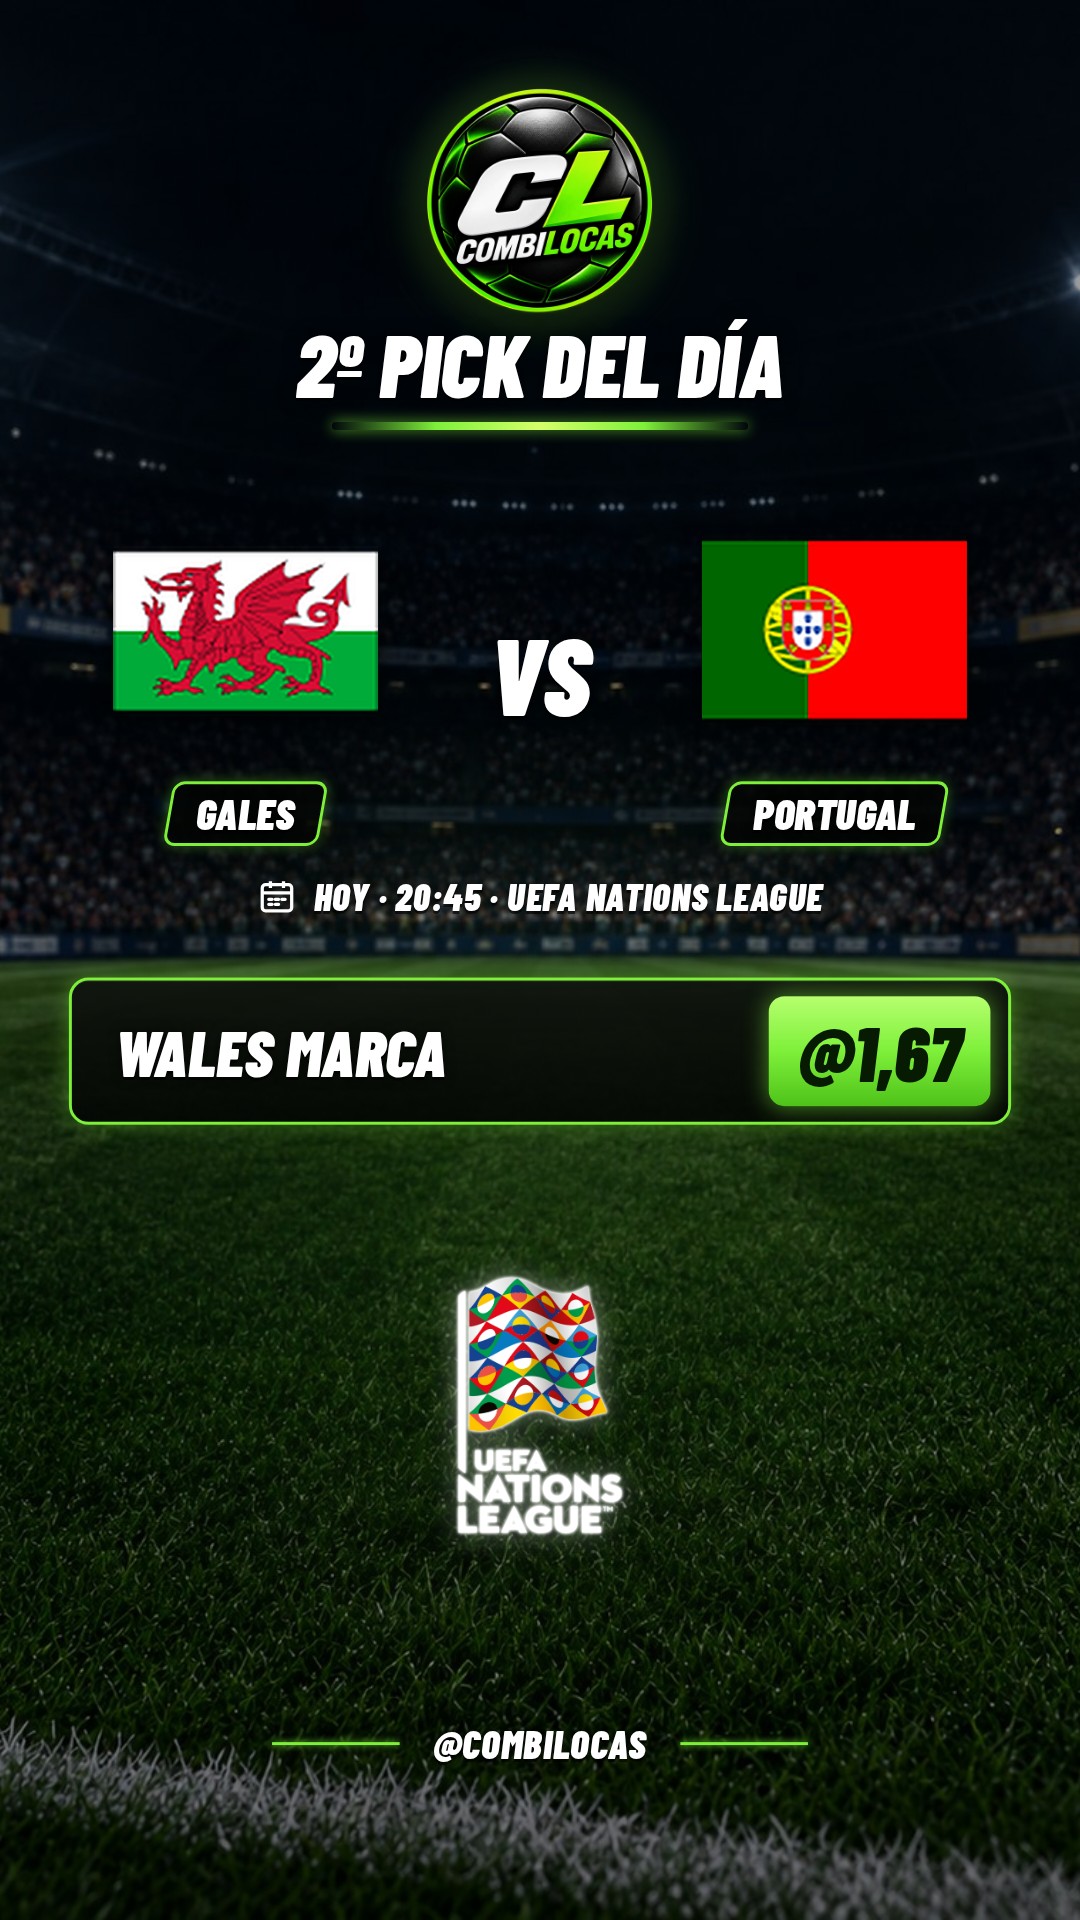 CL
COMBILOCAS
2º PICK DEL DÍA
VS
GALES
PORTUGAL
HOY · 20:45 · UEFA NATIONS LEAGUE
WALES MARCA
@1,67
UEFA
NATIONS
LEAGUE™
@COMBILOCAS